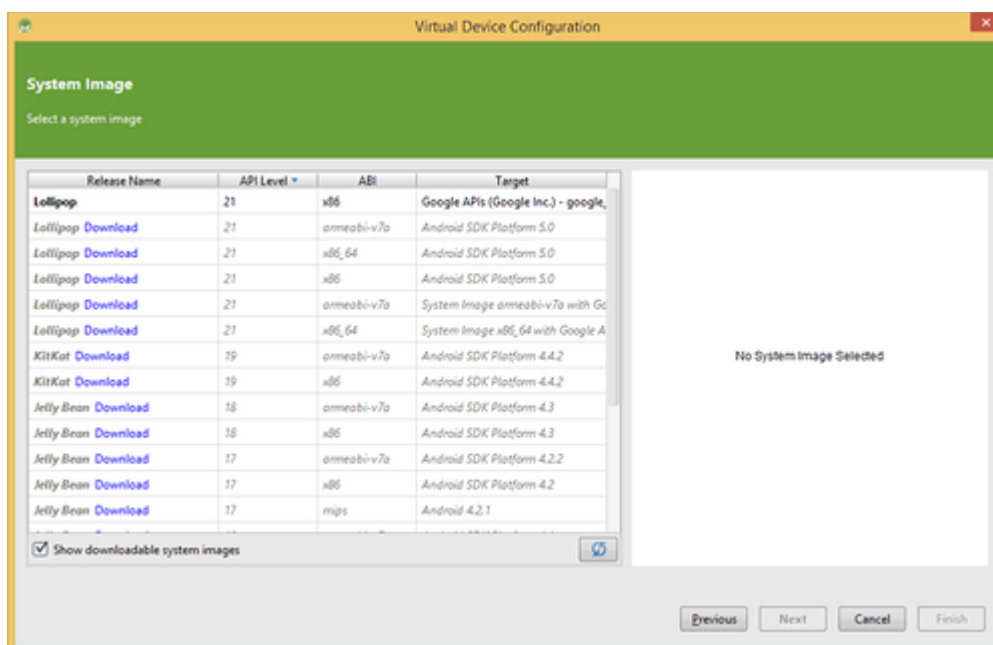 Virtual Device Configuration
System Image
Select a system image
Release Name API Level ABI Target
Lollipop 21 x86 Google APIs (Google Inc.) - google_
Lollipop Download 21 armeabi-v7a Android SDK Platform 5.0
Lollipop Download 21 x86_64 Android SDK Platform 5.0
Lollipop Download 21 x86 Android SDK Platform 5.0
Lollipop Download 21 armeabi-v7a System Image armeabi-v7a with Go
Lollipop Download 21 x86_64 System Image x86_64 with Google A
KitKat Download 19 armeabi-v7a Android SDK Platform 4.4.2
KitKat Download 19 x86 Android SDK Platform 4.4.2
Jelly Bean Download 18 armeabi-v7a Android SDK Platform 4.3
Jelly Bean Download 18 x86 Android SDK Platform 4.3
Jelly Bean Download 17 armeabi-v7a Android SDK Platform 4.2.2
Jelly Bean Download 17 x86 Android SDK Platform 4.2
Jelly Bean Download 17 mips Android 4.2.1
Show downloadable system images
No System Image Selected
Previous Next Cancel Finish